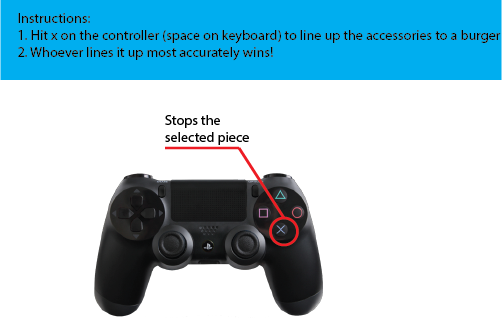 Instructions:
1. Hit x on the controller (space on keyboard) to line up the accessories to a burger
2. Whoever lines it up most accurately wins!
Stops the
selected piece